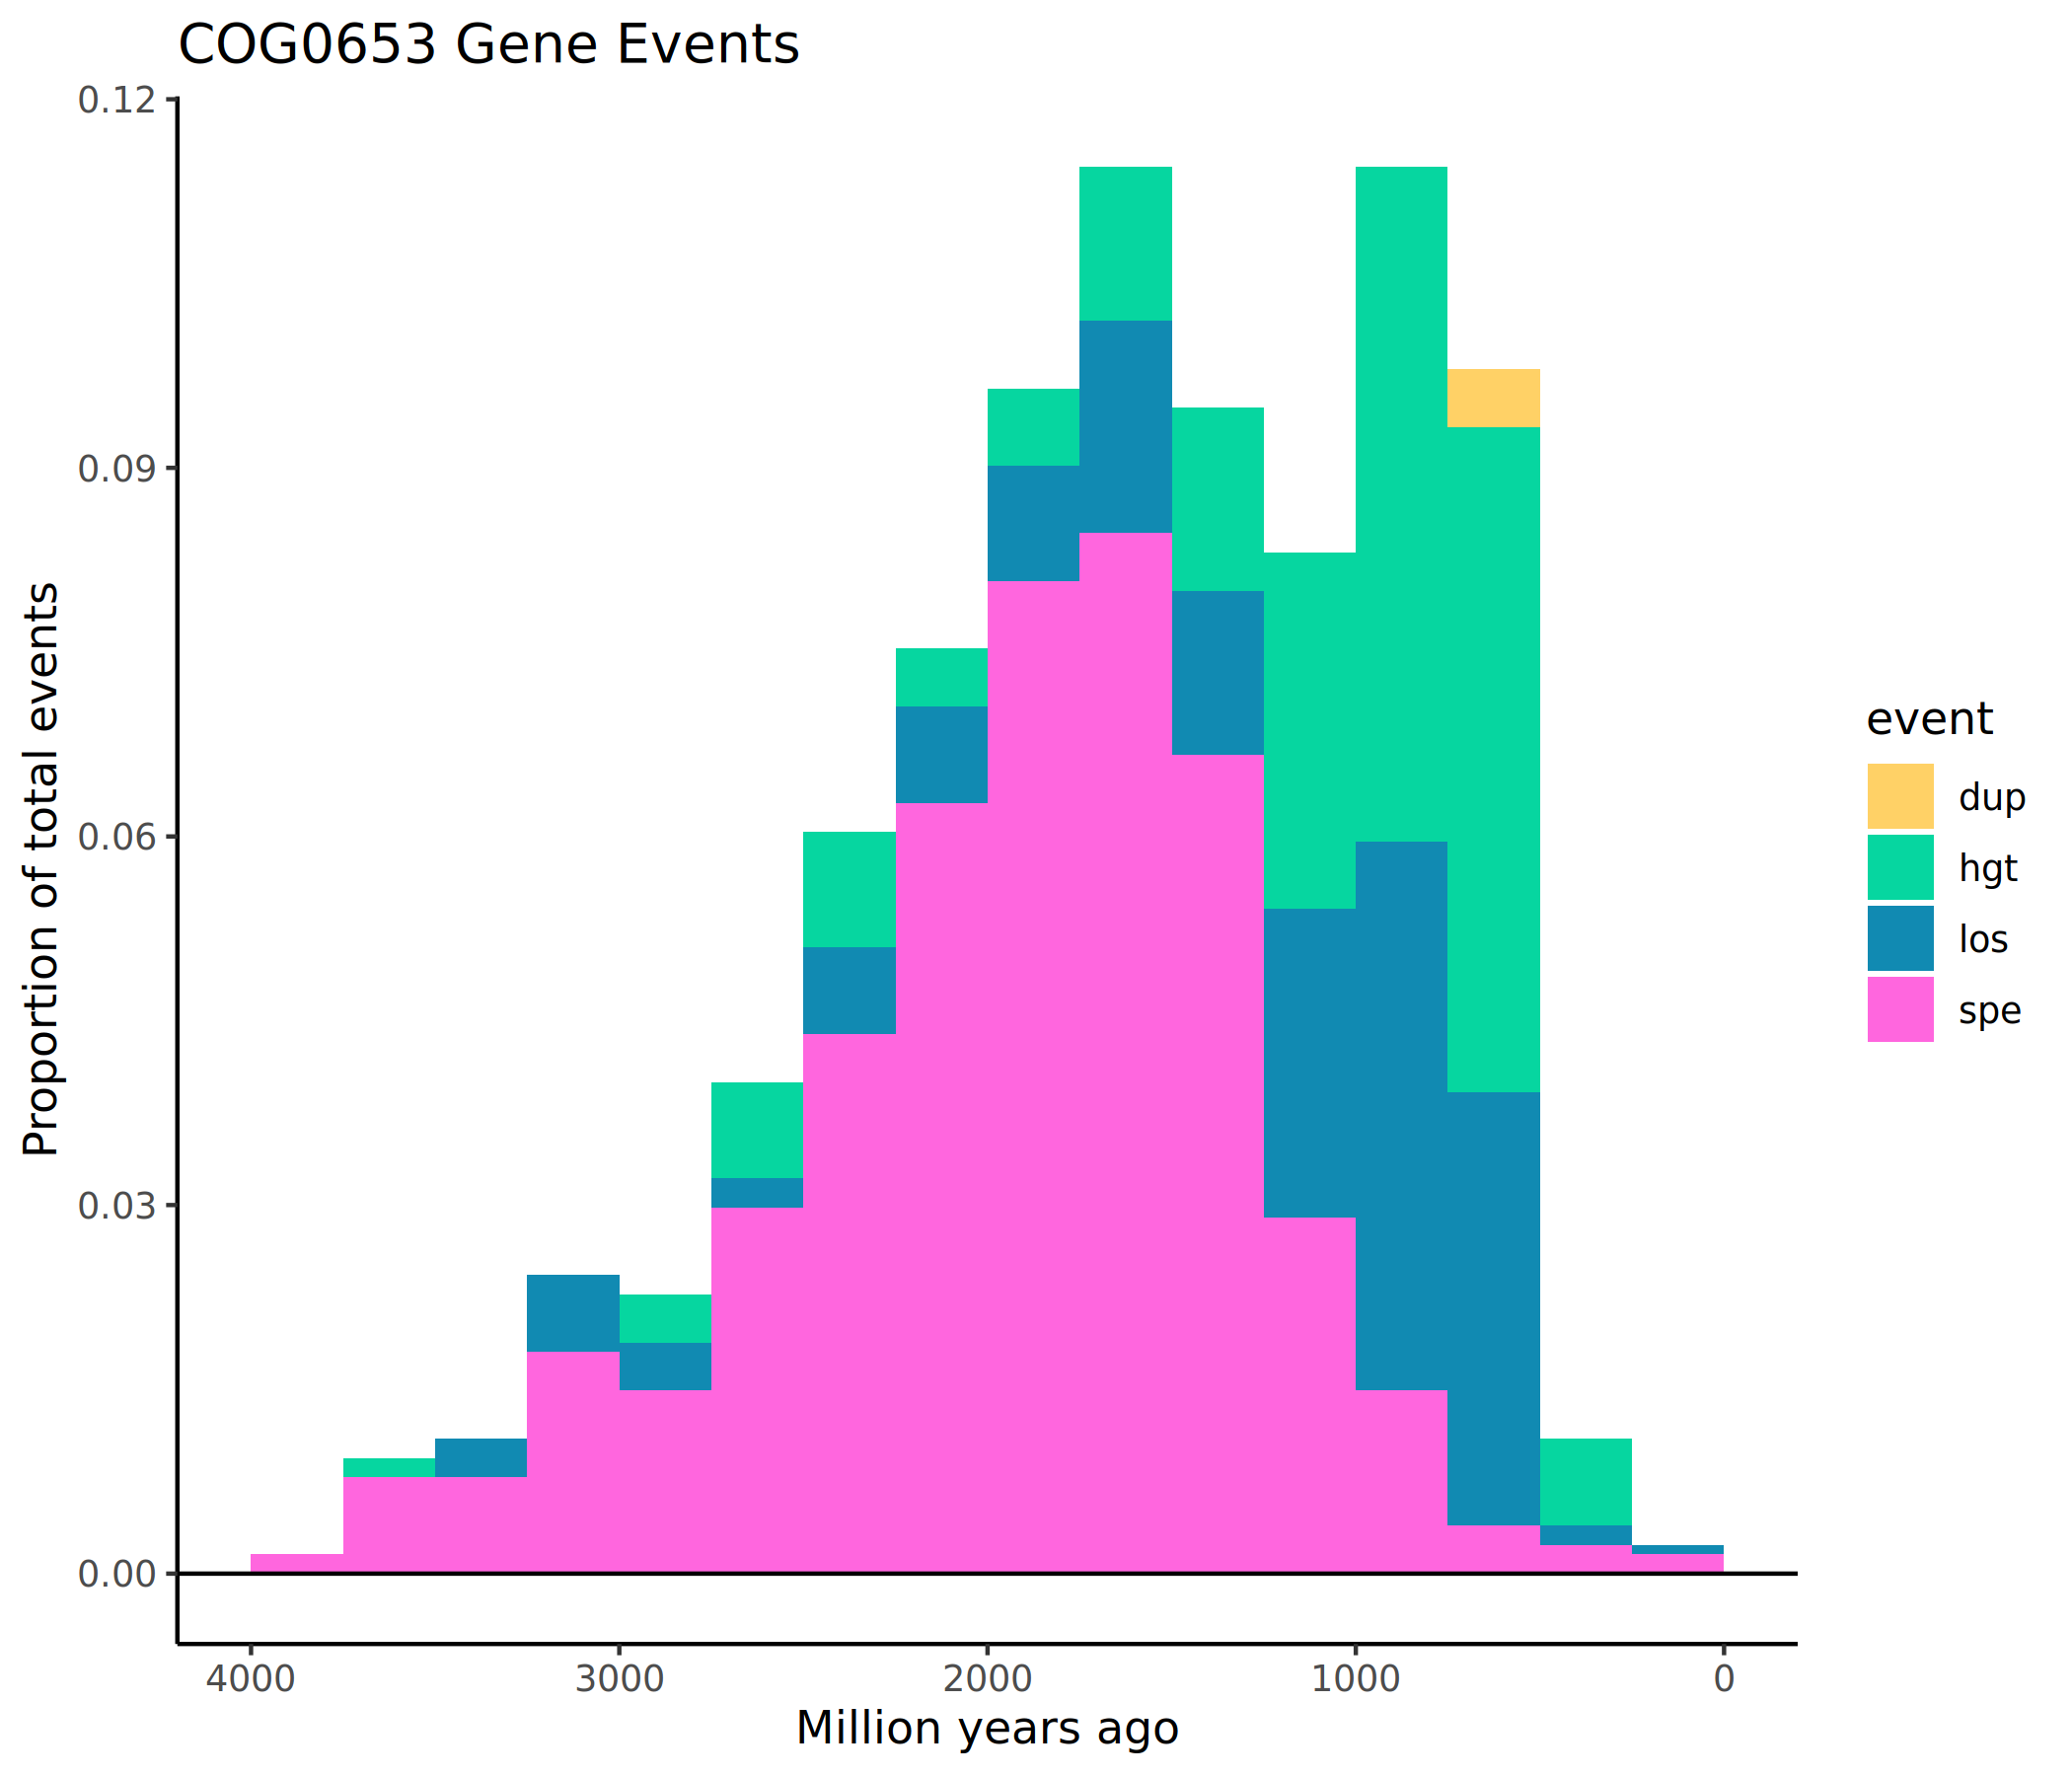 COG0653 Gene Events
0.12
0.09
0.06
0.03
0.00
Proportion of total events
4000 3000 2000 1000 0
Million years ago
event
dup
hgt
los
spe